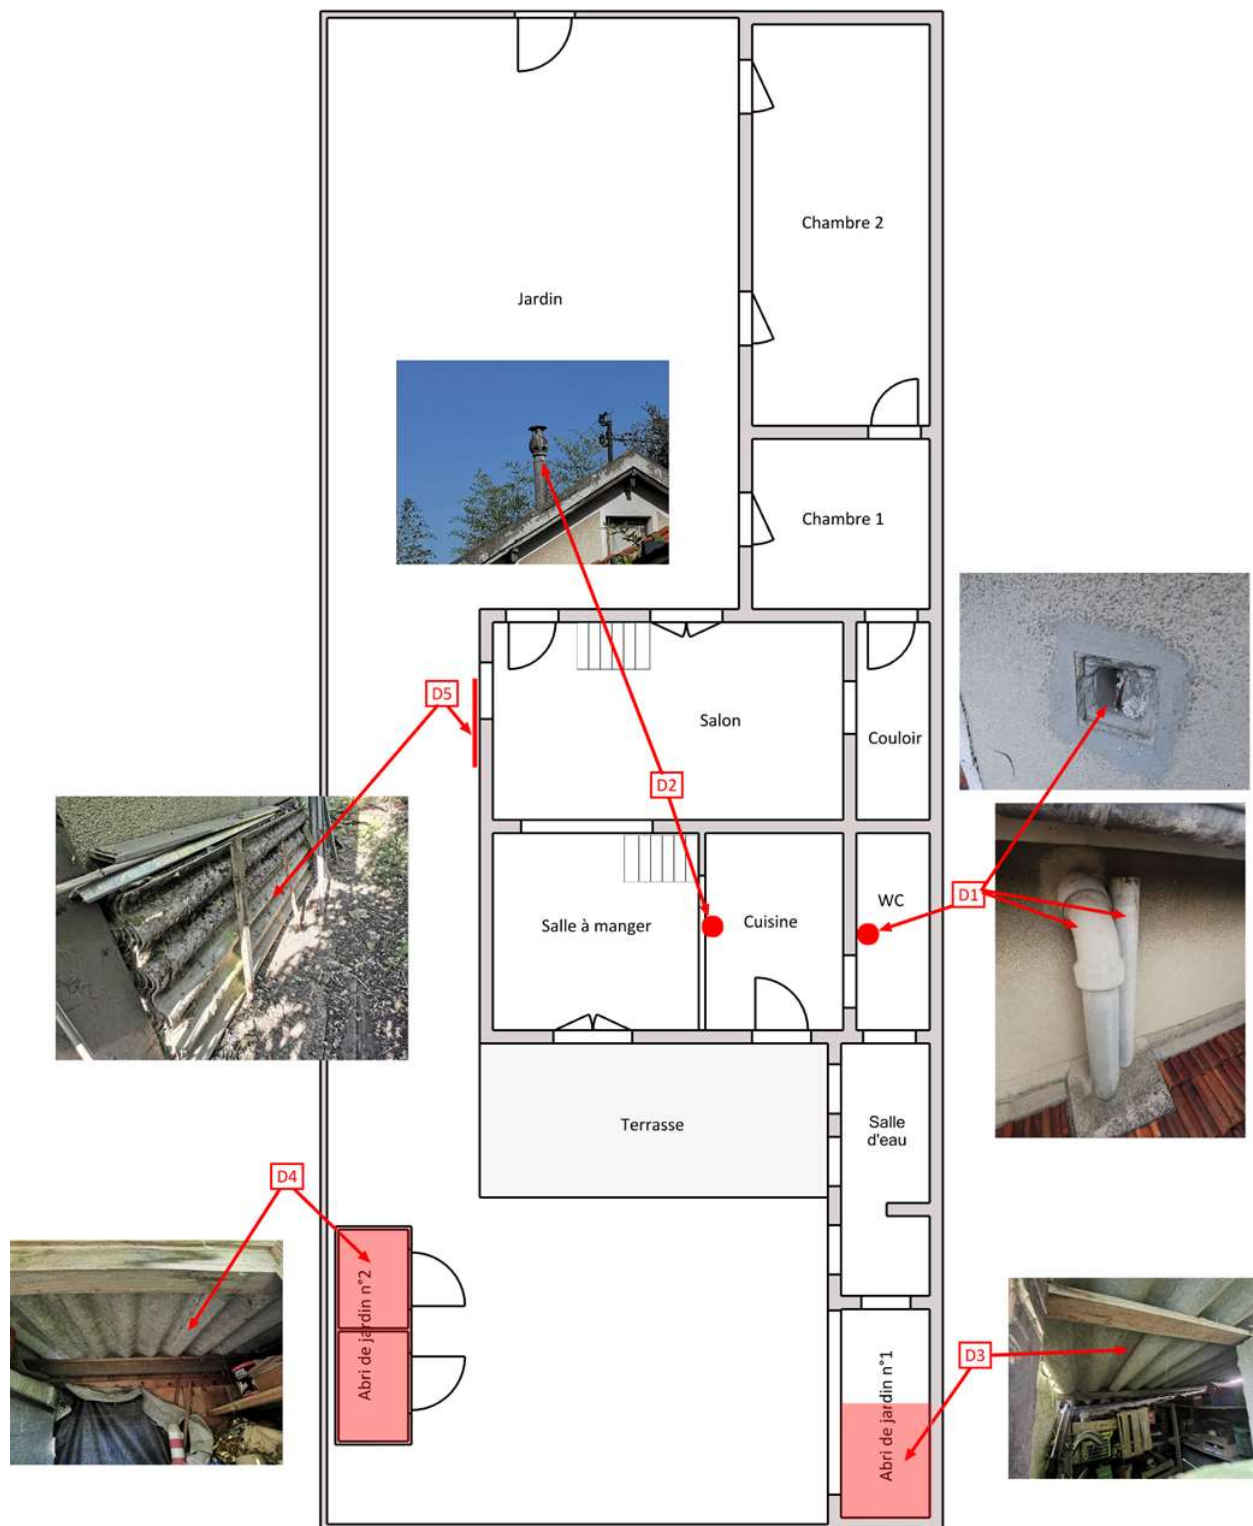 Chambre 2
Jardin
Chambre 1
D5
Salon
Couloir
D2
WC
D1
Salle à manger
Cuisine
Terrasse
Salle
d'eau
D4
Abri de jardin n°2
D3
Abri de jardin n°1